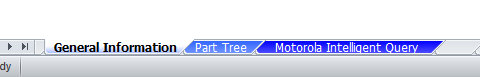 General Information Part Tree Motorola Intelligent Query
dy